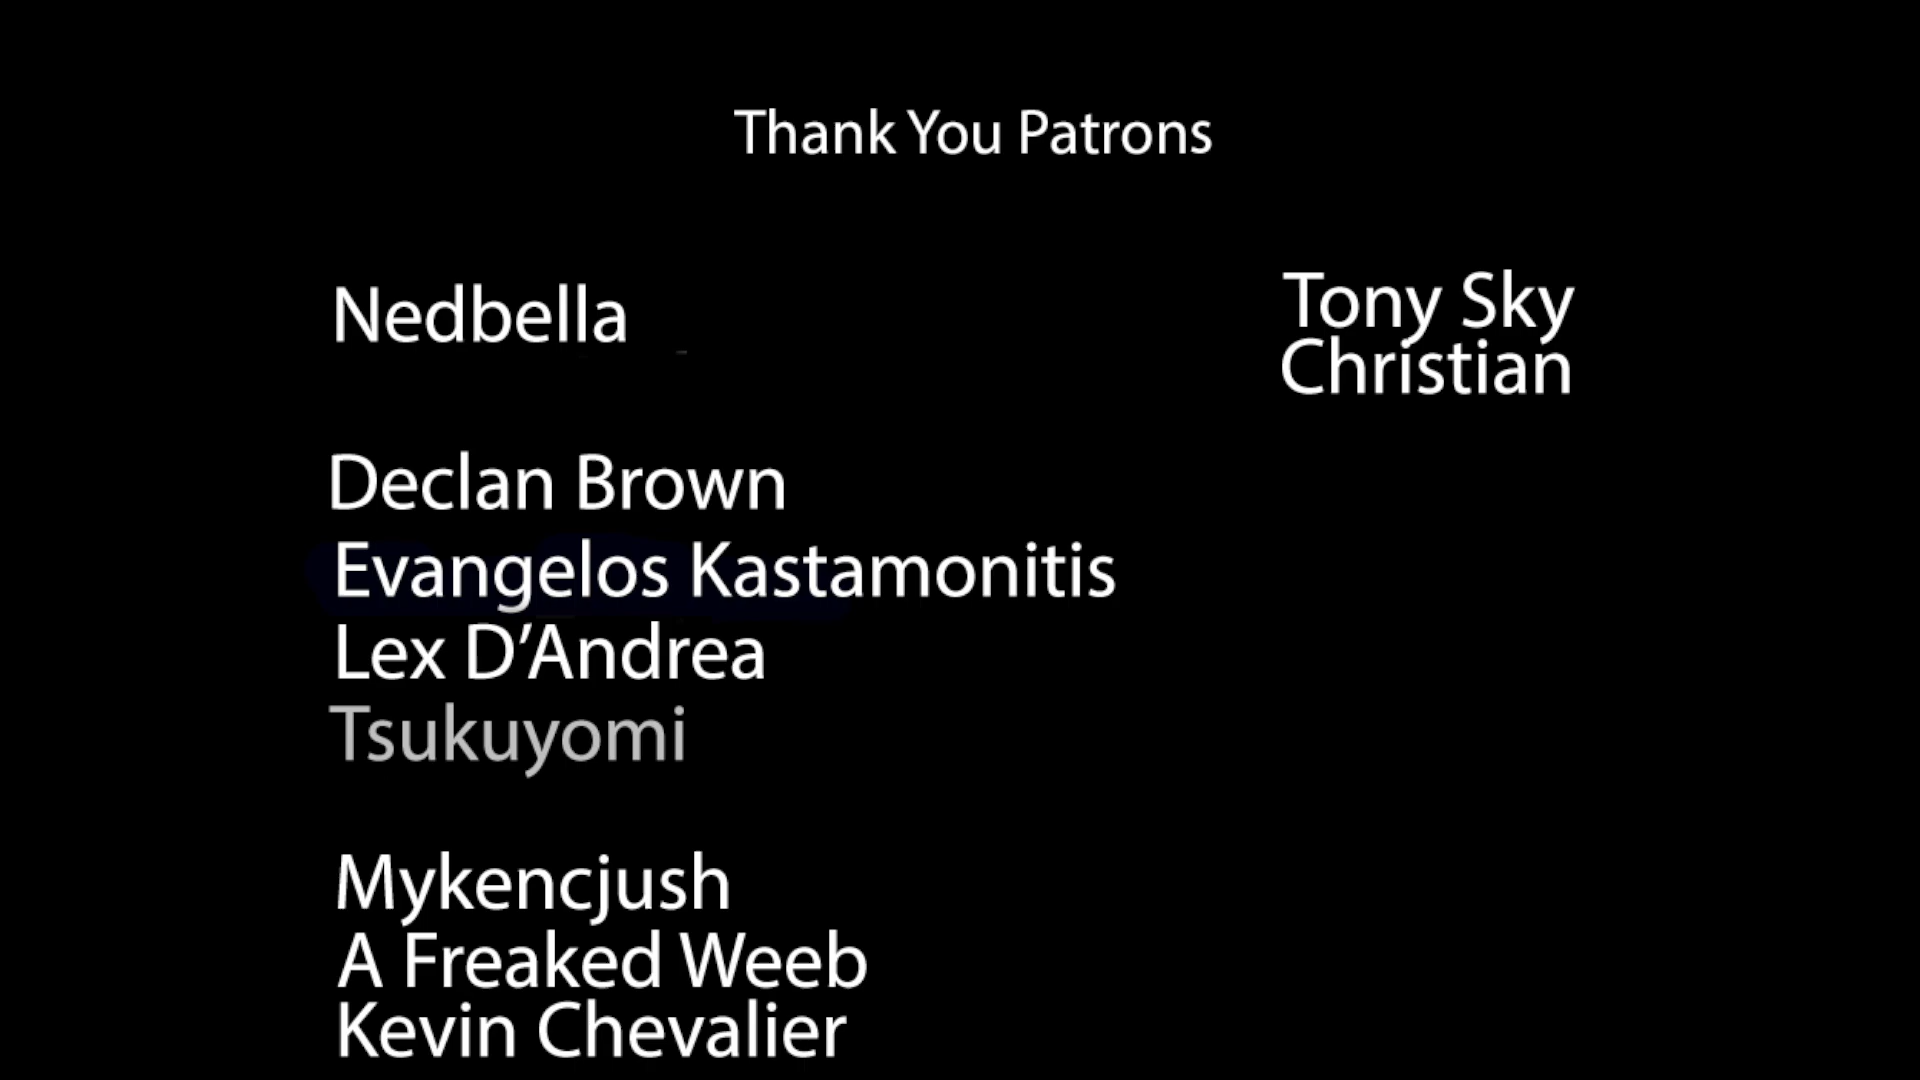 Thank You Patrons
Nedbella
Declan Brown
Evangelos Kastamonitis
Lex D’Andrea
Tsukuyomi
Mykencjush
A Freaked Weeb
Kevin Chevalier
Tony Sky
Christian